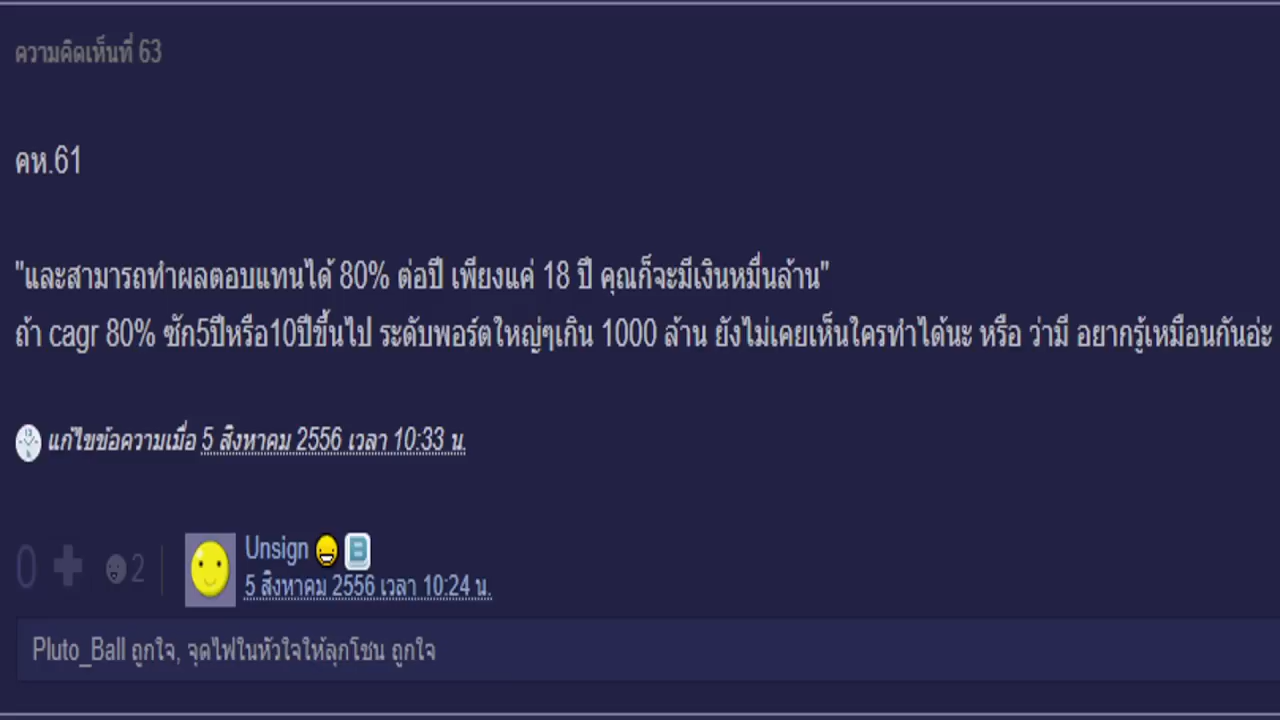 ความคิดเห็นที่ 63
คห.61
"และสามารถทำผลตอบแทนได้ 80% ต่อปี เพียงแค่ 18 ปี คุณก็จะมีเงินหมื่นล้าน"
ถ้า cagr 80% ซัก5ปีหรือ10ปีขึ้นไป ระดับพอร์ตใหญ่ๆเกิน 1000 ล้าน ยังไม่เคยเห็นใครทำได้นะ หรือ ว่ามี อยากรู้เหมือนกันอ่ะ
แก้ไขข้อความเมื่อ 5 สิงหาคม 2556 เวลา 10:33 น.
0 2 Unsign
5 สิงหาคม 2556 เวลา 10:24 น.
Pluto_Ball ถูกใจ, จุดไฟในหัวใจให้ลุกโชน ถูกใจ